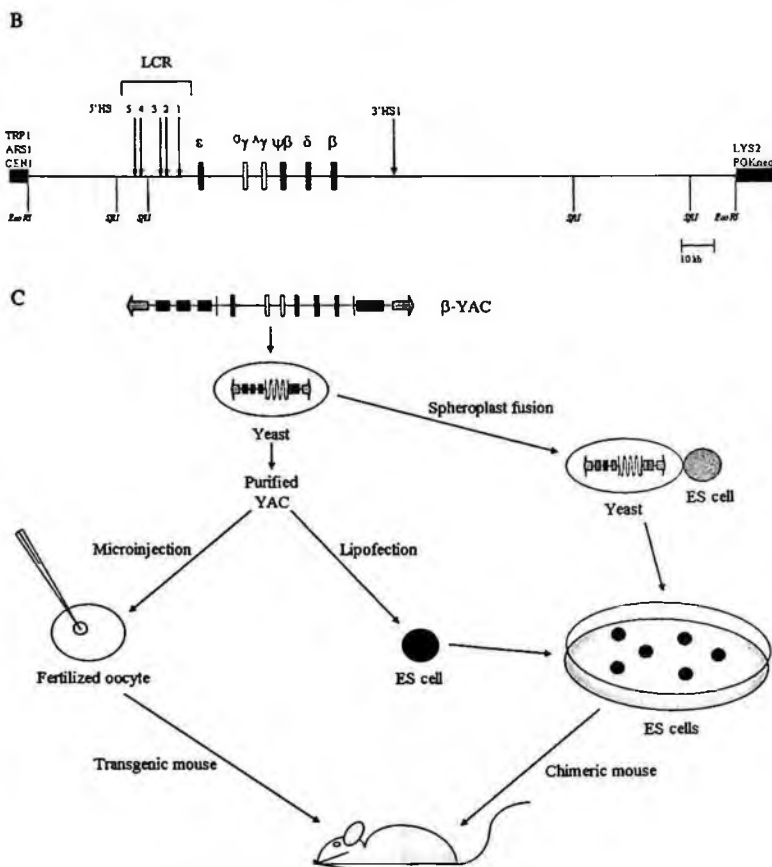 B
LCR
5'HS 5 4 3 2 1
3'HS1
TRP1
ARS1
CEN1
ε Gγ Aγ ψβ δ β
LYS2
PGKneo
EcoRI SfiI SfiI SfiI SfiI EcoRI
10 kb
C
β-YAC
Yeast
Spheroplast fusion
Purified
YAC
Yeast
ES cell
Microinjection
Lipofection
Fertilized oocyte
ES cell
ES cells
Transgenic mouse
Chimeric mouse